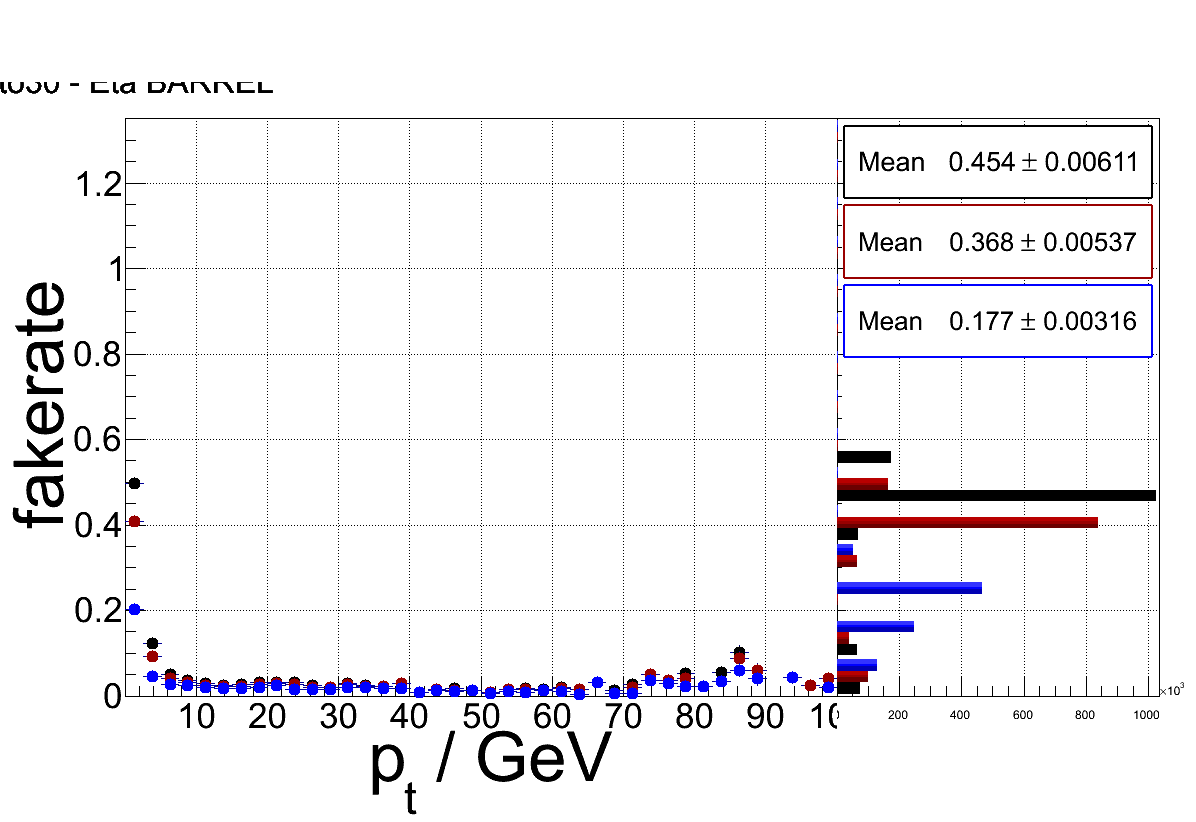 - Eta BARREL
Mean 0.454 ± 0.00611
Mean 0.368 ± 0.00537
Mean 0.177 ± 0.00316
fakerate
1.2
1
0.8
0.6
0.4
0.2
0
10 20 30 40 50 60 70 80 90
200 400 600 800 1000
×10³
pt / GeV